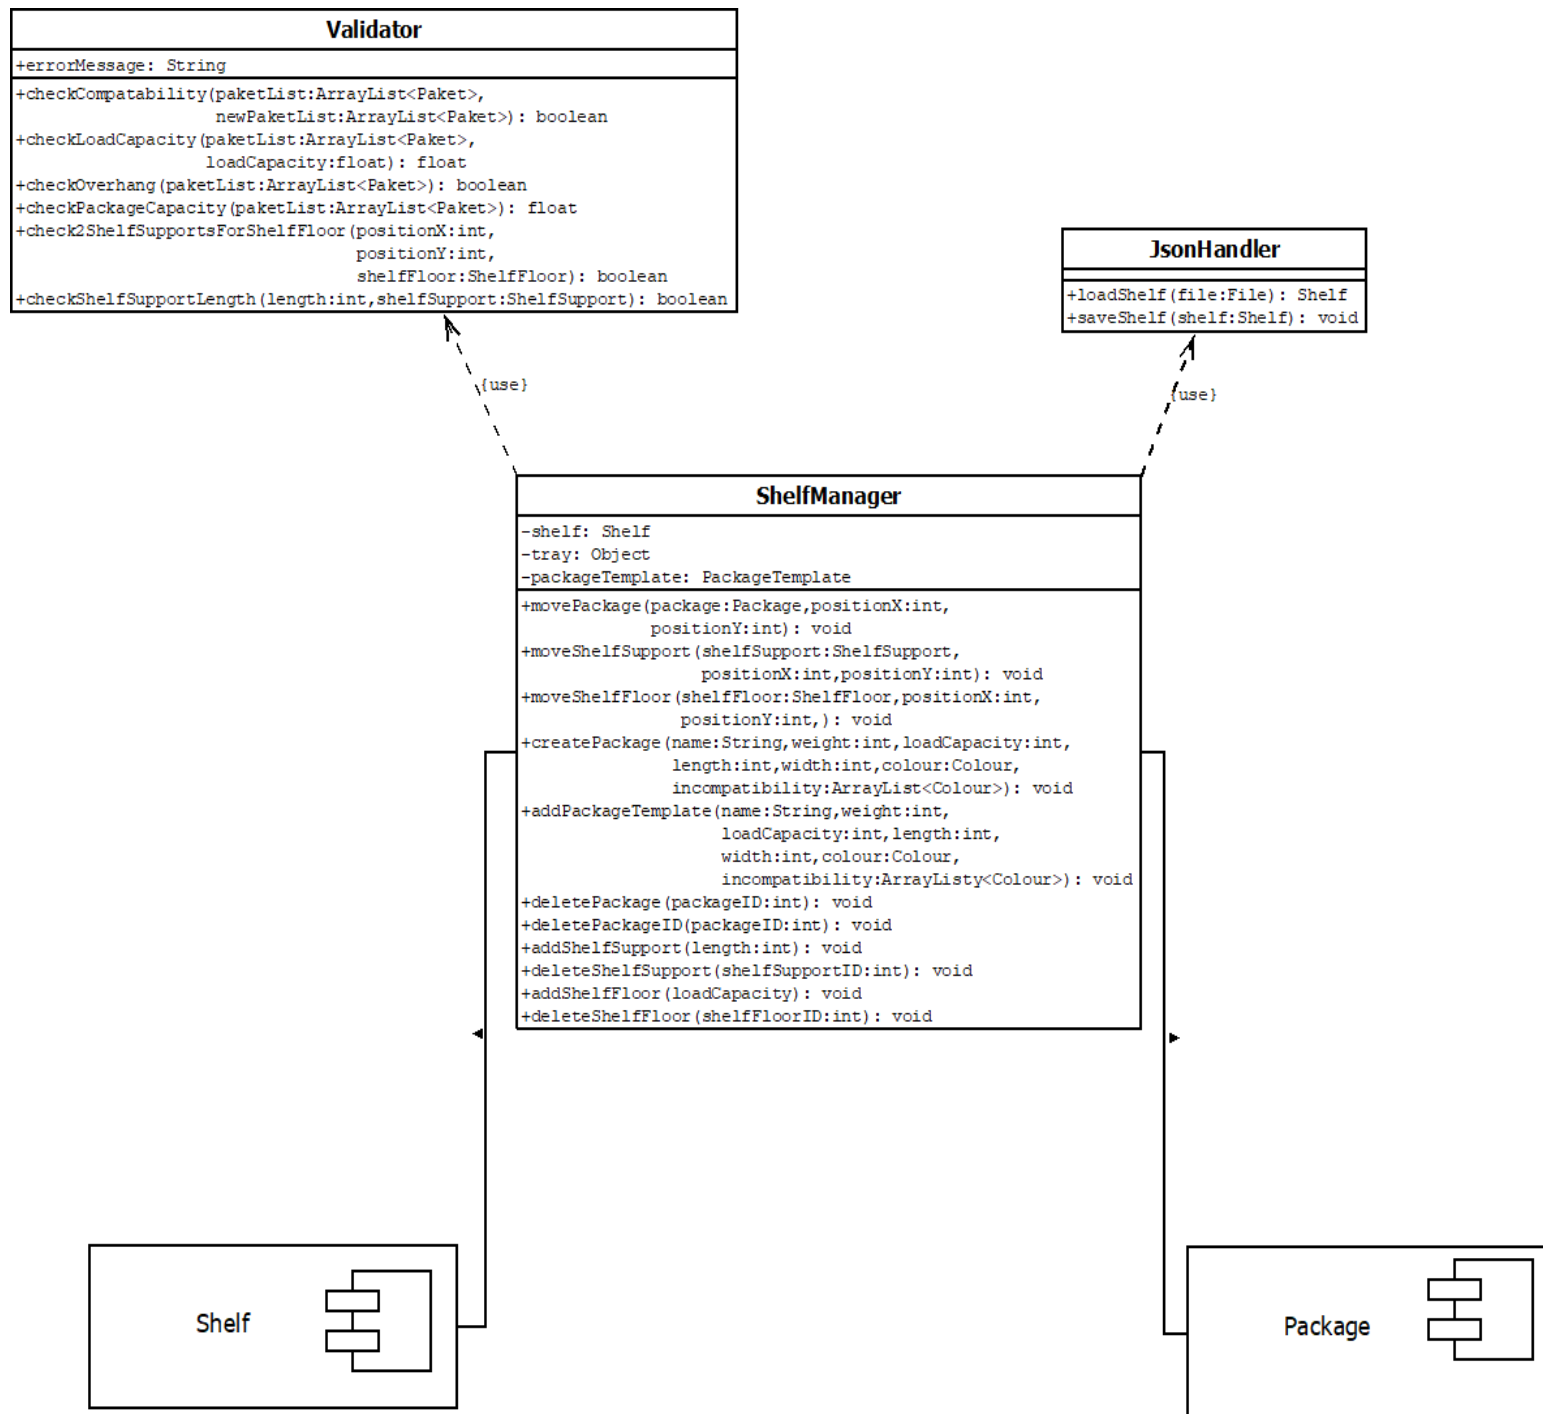 Validator
+errorMessage: String
+checkCompatability(paketList:ArrayList<Paket>,
newPaketList:ArrayList<Paket>): boolean
+checkLoadCapacity(paketList:ArrayList<Paket>,
loadCapacity:float): float
+checkOverhang(paketList:ArrayList<Paket>): boolean
+checkPackageCapacity(paketList:ArrayList<Paket>): float
+check2ShelfSupportsForShelfFloor(positionX:int,
positionY:int,
shelfFloor:ShelfFloor): boolean
+checkShelfSupportLength(length:int,shelfSupport:ShelfSupport): boolean
JsonHandler
+loadShelf(file:File): Shelf
+saveShelf(shelf:Shelf): void
{use}
{use}
ShelfManager
-shelf: Shelf
-tray: Object
-packageTemplate: PackageTemplate
+movePackage(package:Package,positionX:int,
positionY:int): void
+moveShelfSupport(shelfSupport:ShelfSupport,
positionX:int,positionY:int): void
+moveShelfFloor(shelfFloor:ShelfFloor,positionX:int,
positionY:int,): void
+createPackage(name:String,weight:int,loadCapacity:int,
length:int,width:int,colour:Colour,
incompatibility:ArrayList<Colour>): void
+addPackageTemplate(name:String,weight:int,
loadCapacity:int,length:int,
width:int,colour:Colour,
incompatibility:ArrayListy<Colour>): void
+deletePackage(packageID:int): void
+deletePackageID(packageID:int): void
+addShelfSupport(length:int): void
+deleteShelfSupport(shelfSupportID:int): void
+addShelfFloor(loadCapacity): void
+deleteShelfFloor(shelfFloorID:int): void
Shelf
Package